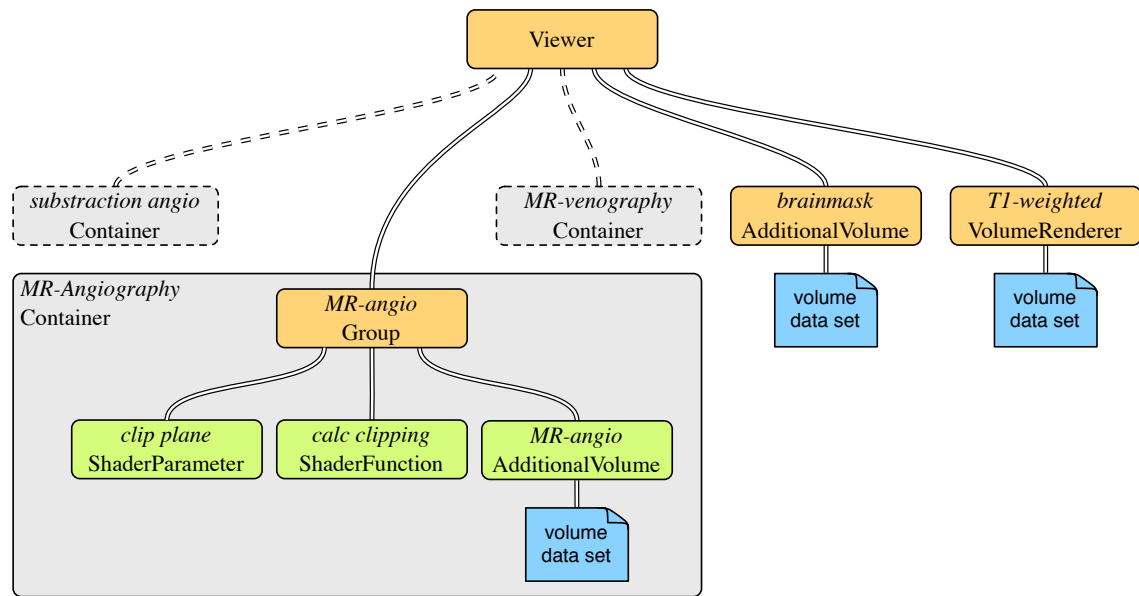 Viewer
substraction angio
Container
MR-venography
Container
brainmask
AdditionalVolume
T1-weighted
VolumeRenderer
volume
data set
volume
data set
MR-Angiography
Container
MR-angio
Group
clip plane
ShaderParameter
calc clipping
ShaderFunction
MR-angio
AdditionalVolume
volume
data set